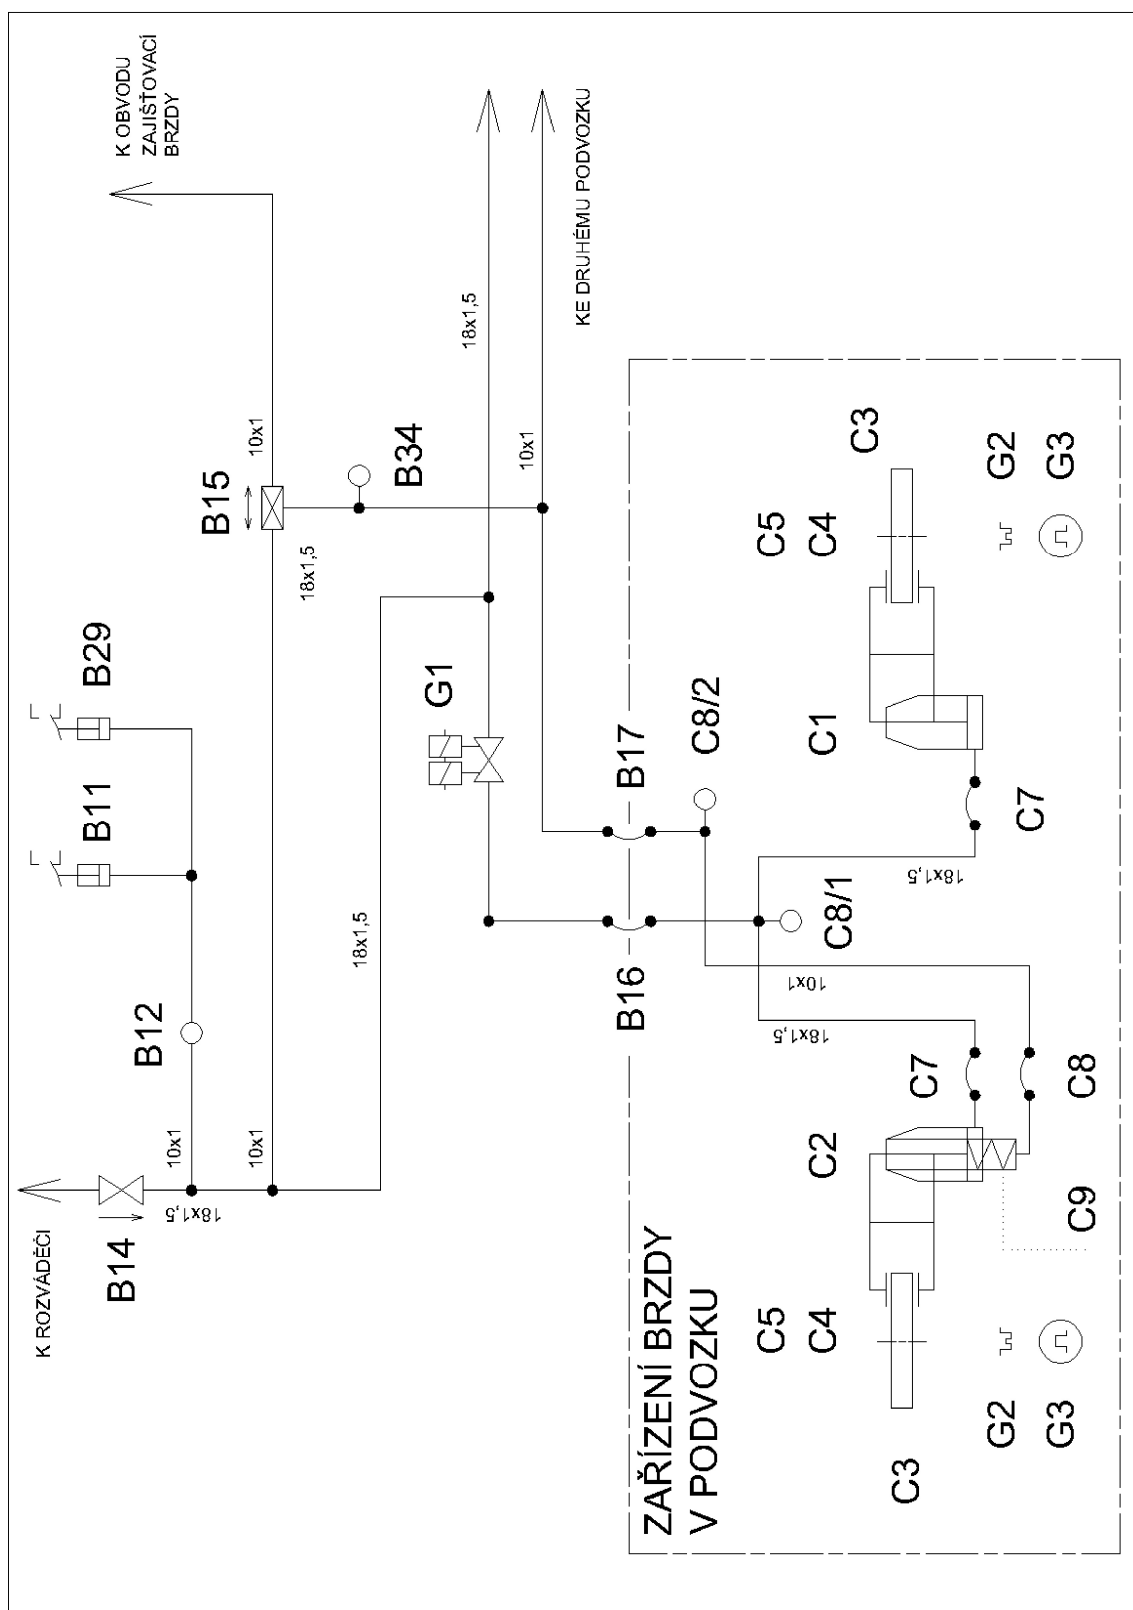 K ROZVÁDĚČI
B14
18x1,5
10x1
B12
B11
B29
10x1
B15
18x1,5
10x1
K OBVODU
ZAJIŠŤOVACÍ
BRZDY
18x1,5
G1
B34
18x1,5
10x1
KE DRUHÉMU PODVOZKU
B16
B17
ZAŘÍZENÍ BRZDY
V PODVOZKU
C8/2
C5
C4
18x1,5
10x1
C8/1
C5
C4
C2
C7
C1
C3
C3
18x1,5
G2
G3
C9
C8
C7
G2
G3